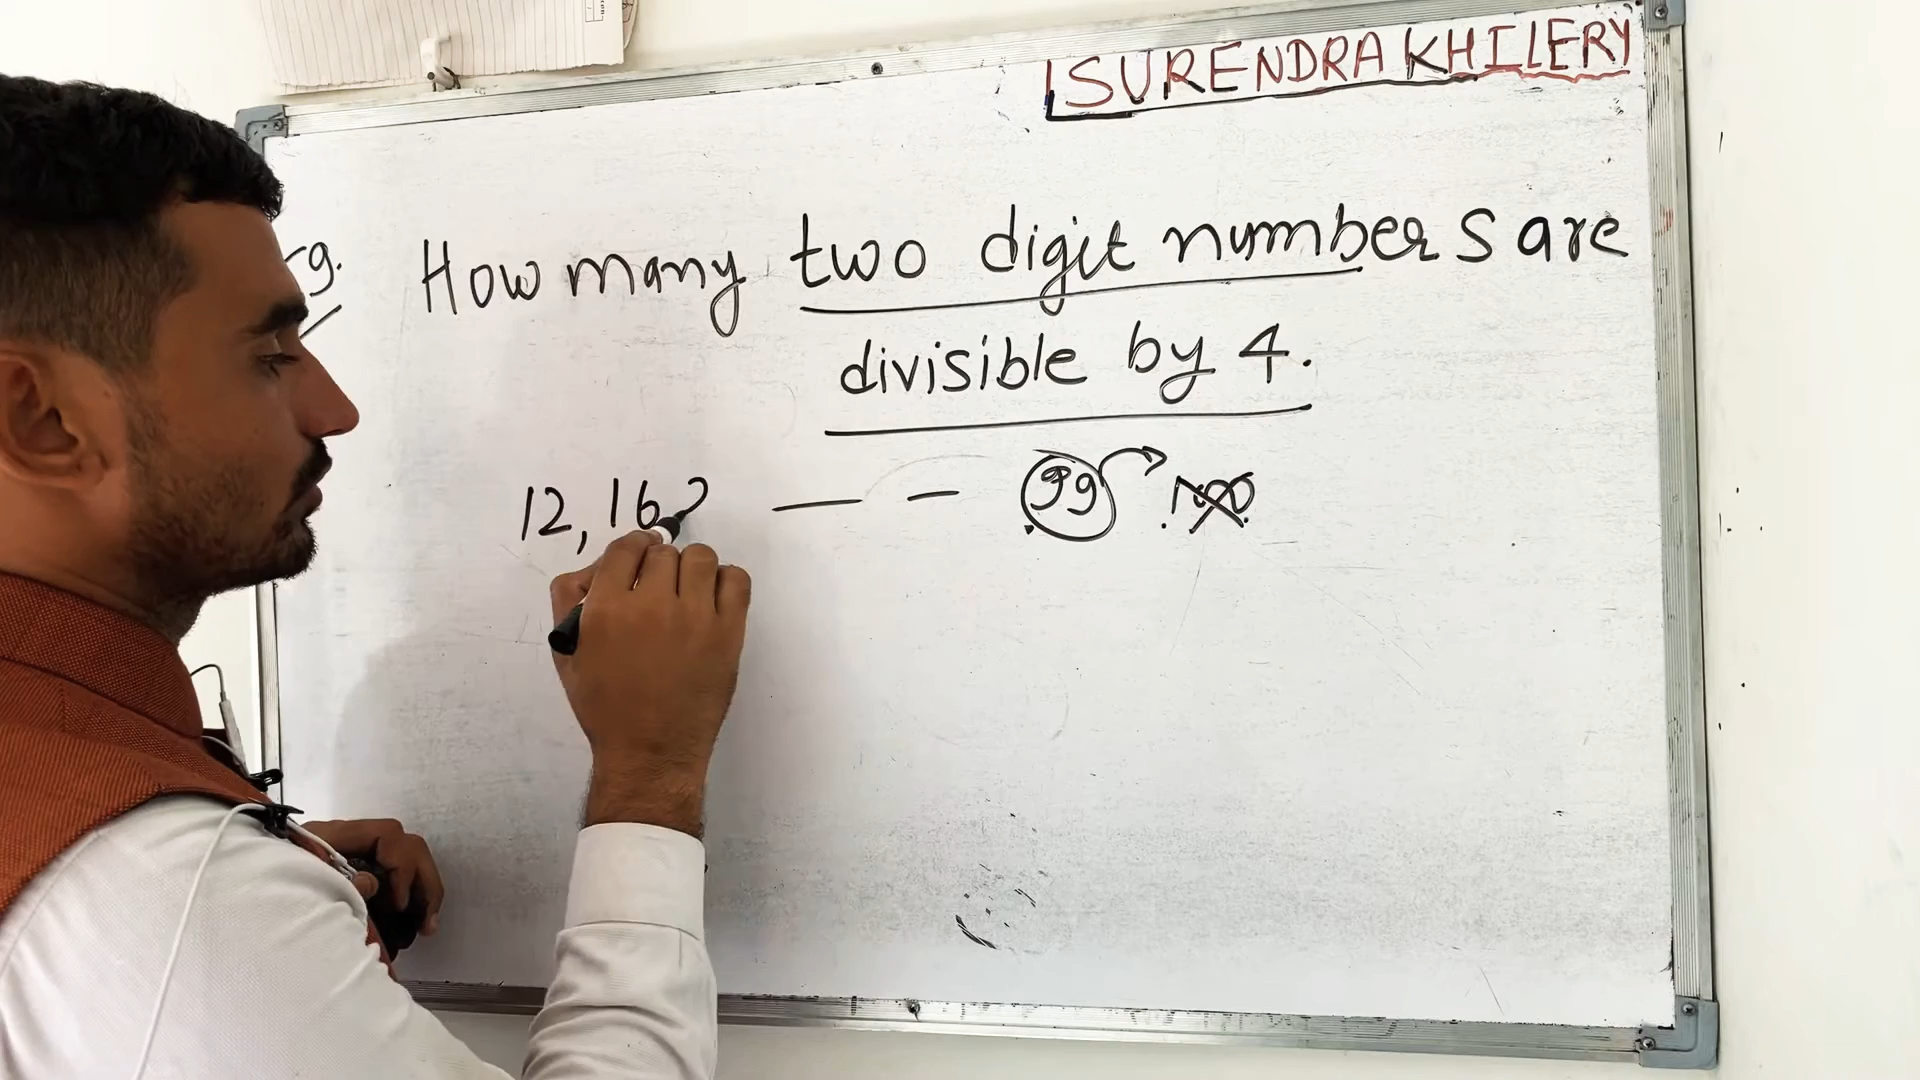 SURENDRA KHILERY
g.
How many two digit numbers are
divisible by 4.
12, 16 — – 99 100